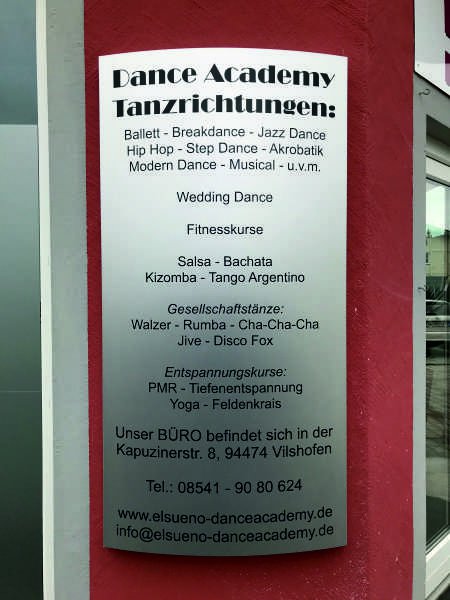 Dance Academy
Tanzrichtungen:
Ballett - Breakdance - Jazz Dance
Hip Hop - Step Dance - Akrobatik
Modern Dance - Musical - u.v.m.
Wedding Dance
Fitnesskurse
Salsa - Bachata
Kizomba - Tango Argentino
Gesellschaftstänze:
Walzer - Rumba - Cha-Cha-Cha
Jive - Disco Fox
Entspannungskurse:
PMR - Tiefenentspannung
Yoga - Feldenkrais
Unser BÜRO befindet sich in der
Kapuzinerstr. 8, 94474 Vilshofen
Tel.: 08541 - 90 80 624
www.elsueno-danceacademy.de
info@elsueno-danceacademy.de